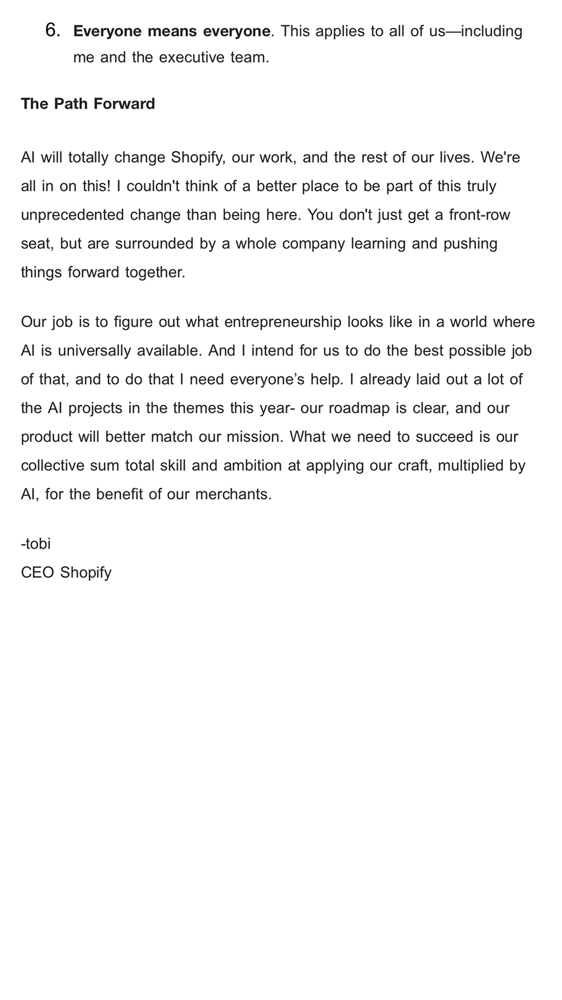 6. Everyone means everyone. This applies to all of us—including
me and the executive team.
The Path Forward
AI will totally change Shopify, our work, and the rest of our lives. We're
all in on this! I couldn't think of a better place to be part of this truly
unprecedented change than being here. You don't just get a front-row
seat, but are surrounded by a whole company learning and pushing
things forward together.
Our job is to figure out what entrepreneurship looks like in a world where
AI is universally available. And I intend for us to do the best possible job
of that, and to do that I need everyone’s help. I already laid out a lot of
the AI projects in the themes this year- our roadmap is clear, and our
product will better match our mission. What we need to succeed is our
collective sum total skill and ambition at applying our craft, multiplied by
AI, for the benefit of our merchants.
-tobi
CEO Shopify